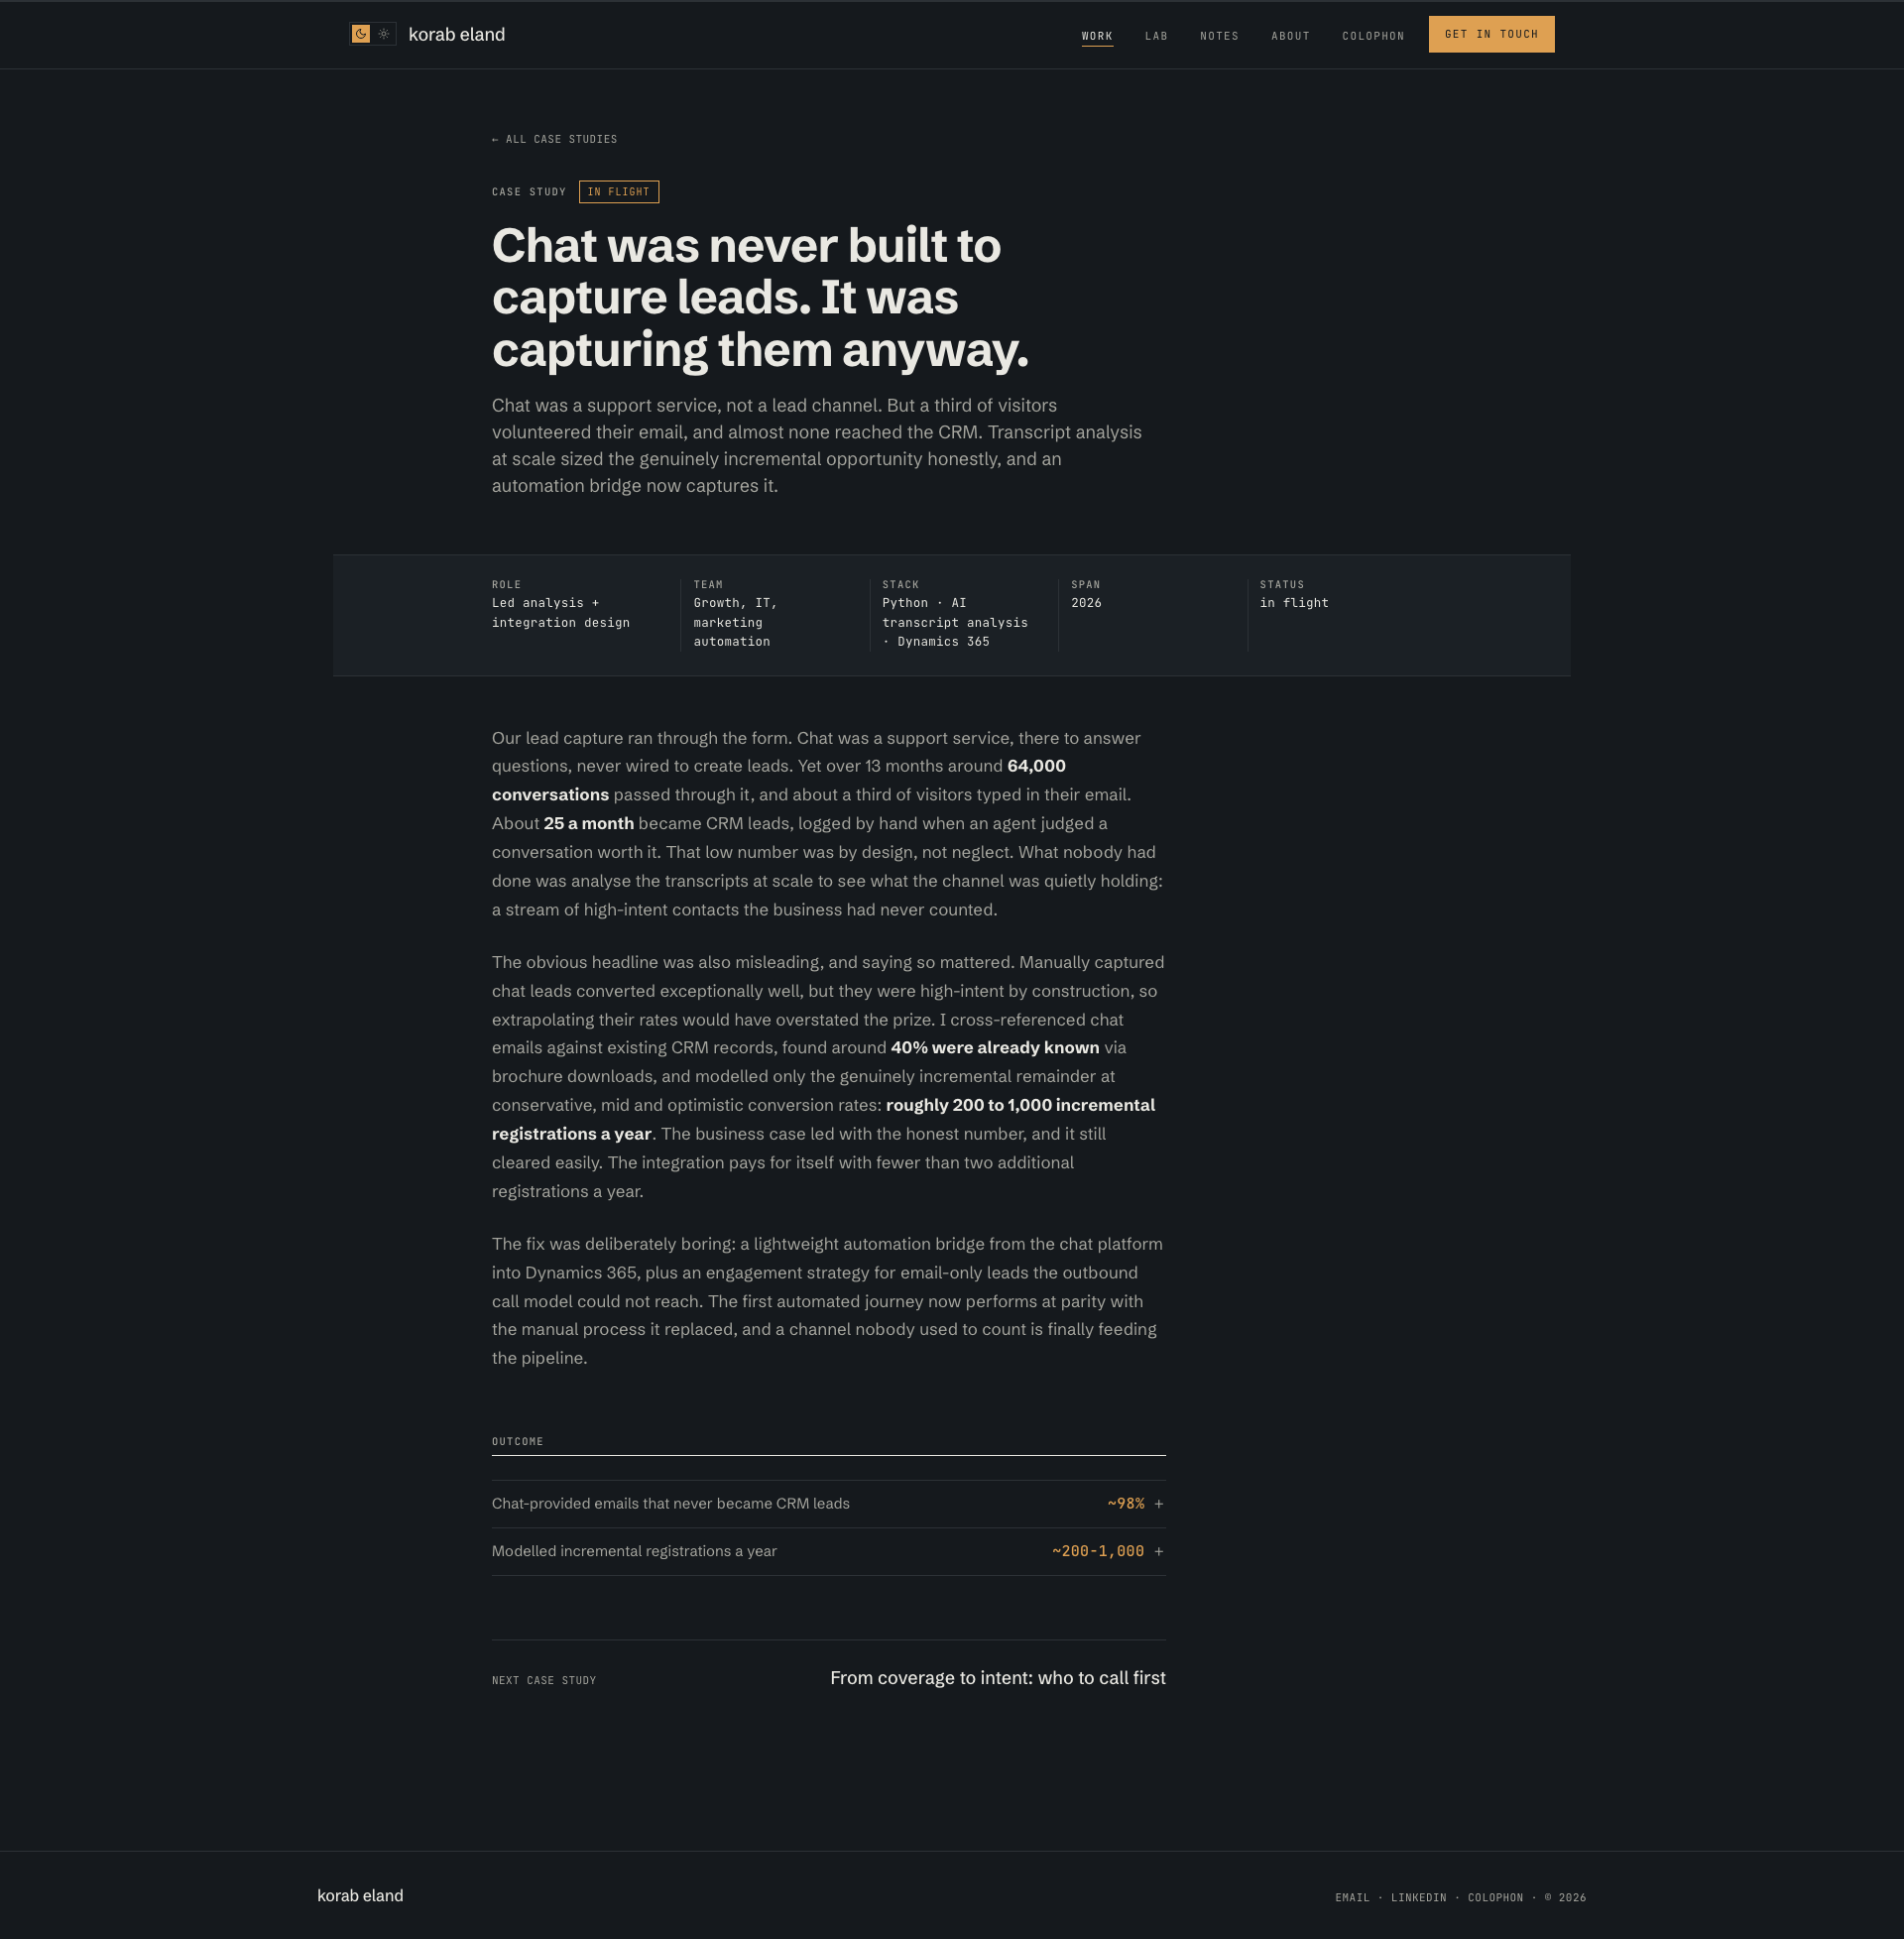 korab eland
WORK LAB NOTES ABOUT COLOPHON GET IN TOUCH
← ALL CASE STUDIES
CASE STUDY IN FLIGHT
Chat was never built to
capture leads. It was
capturing them anyway.
Chat was a support service, not a lead channel. But a third of visitors
volunteered their email, and almost none reached the CRM. Transcript analysis
at scale sized the genuinely incremental opportunity honestly, and an
automation bridge now captures it.
ROLE
Led analysis +
integration design
TEAM
Growth, IT,
marketing
automation
STACK
Python · AI
transcript analysis
· Dynamics 365
SPAN
2026
STATUS
in flight
Our lead capture ran through the form. Chat was a support service, there to answer
questions, never wired to create leads. Yet over 13 months around 64,000
conversations passed through it, and about a third of visitors typed in their email.
About 25 a month became CRM leads, logged by hand when an agent judged a
conversation worth it. That low number was by design, not neglect. What nobody had
done was analyse the transcripts at scale to see what the channel was quietly holding:
a stream of high-intent contacts the business had never counted.
The obvious headline was also misleading, and saying so mattered. Manually captured
chat leads converted exceptionally well, but they were high-intent by construction, so
extrapolating their rates would have overstated the prize. I cross-referenced chat
emails against existing CRM records, found around 40% were already known via
brochure downloads, and modelled only the genuinely incremental remainder at
conservative, mid and optimistic conversion rates: roughly 200 to 1,000 incremental
registrations a year. The business case led with the honest number, and it still
cleared easily. The integration pays for itself with fewer than two additional
registrations a year.
The fix was deliberately boring: a lightweight automation bridge from the chat platform
into Dynamics 365, plus an engagement strategy for email-only leads the outbound
call model could not reach. The first automated journey now performs at parity with
the manual process it replaced, and a channel nobody used to count is finally feeding
the pipeline.
OUTCOME
Chat-provided emails that never became CRM leads ~98% +
Modelled incremental registrations a year ~200-1,000 +
NEXT CASE STUDY From coverage to intent: who to call first
korab eland EMAIL · LINKEDIN · COLOPHON · © 2026